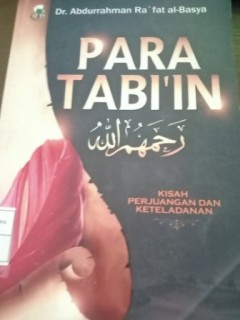 Dr. Abdurrahman Ra`fat al-Basya
PARA
TABI'IN
رحمهم الله
KISAH
PERJUANGAN DAN
KETELADANAN